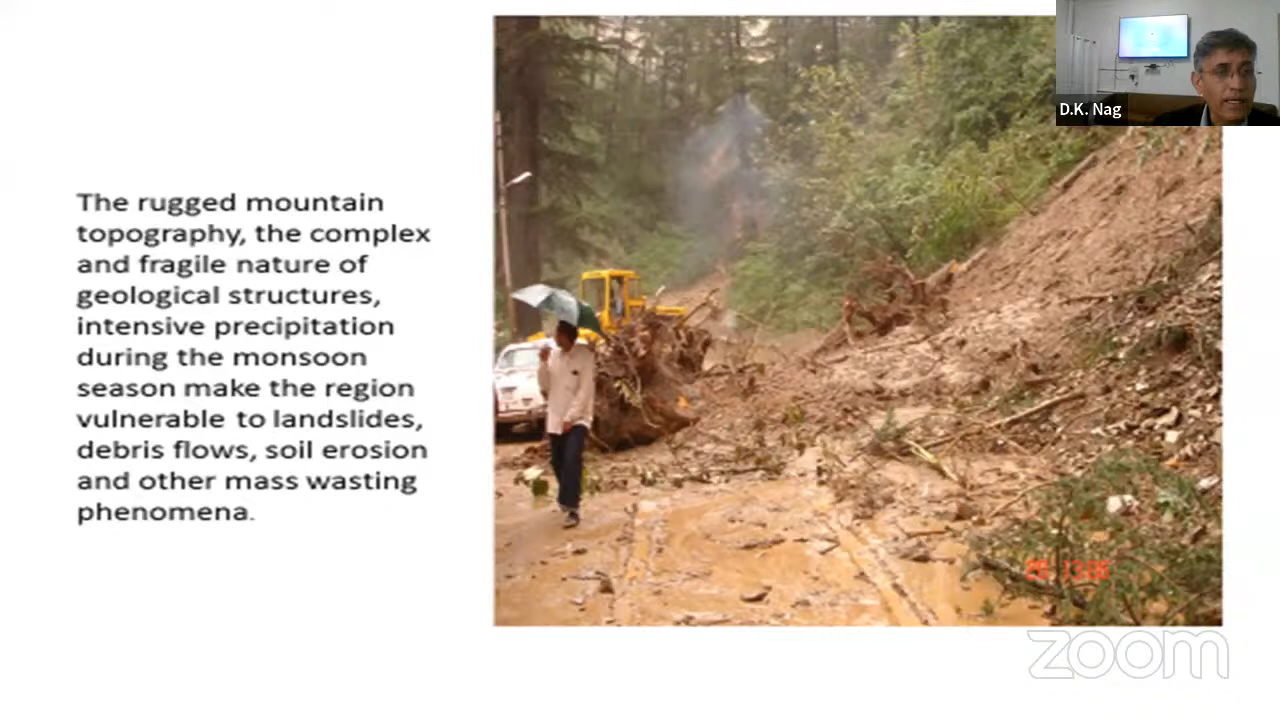 The rugged mountain
topography, the complex
and fragile nature of
geological structures,
intensive precipitation
during the monsoon
season make the region
vulnerable to landslides,
debris flows, soil erosion
and other mass wasting
phenomena.
D.K. Nag
zoom